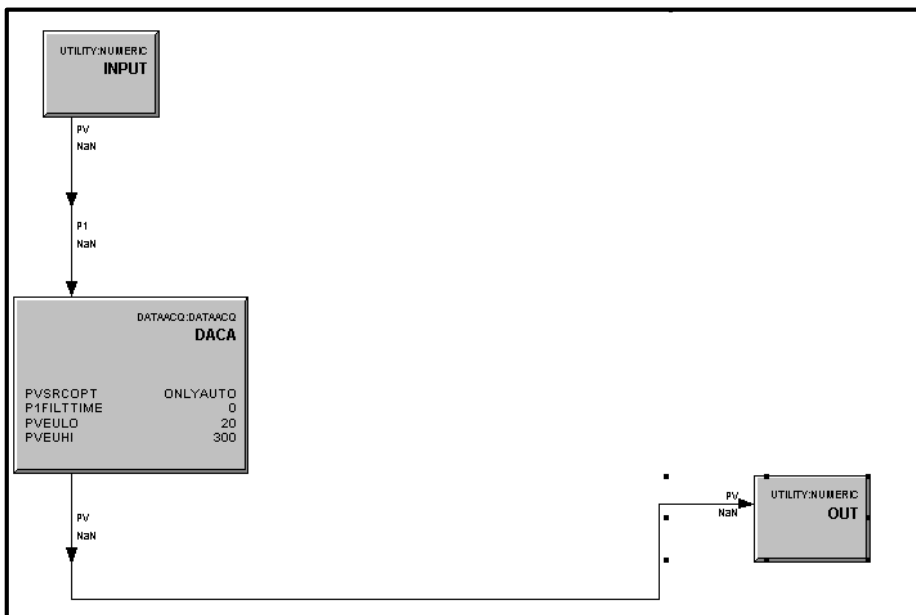 UTILITY:NUMERIC
INPUT
PV
NaN
P1
NaN
DATAACQ:DATAACQ
DACA
PVSRCOPT ONLYAUTO
P1FILTTIME 0
PVEULO 20
PVEUHI 300
PV
NaN
PV
NaN
UTILITY:NUMERIC
OUT